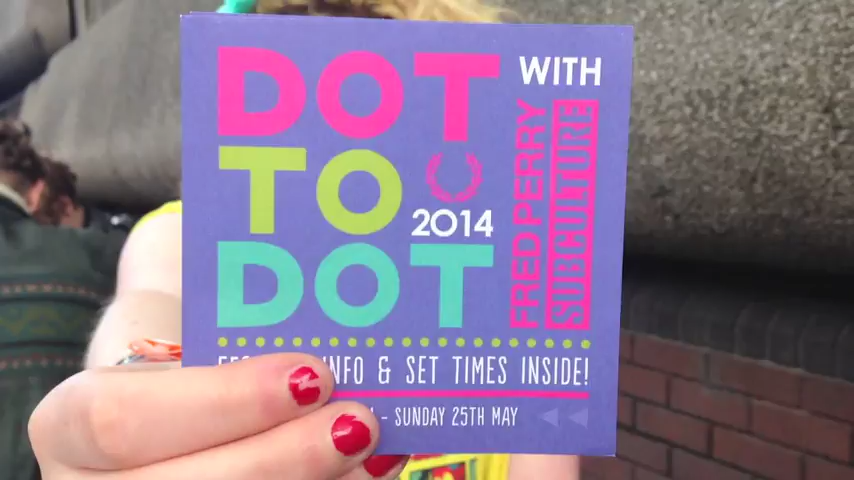 DOT
TO
DOT
2014
WITH
FRED PERRY
SUBCULTURE
INFO & SET TIMES INSIDE!
- SUNDAY 25TH MAY